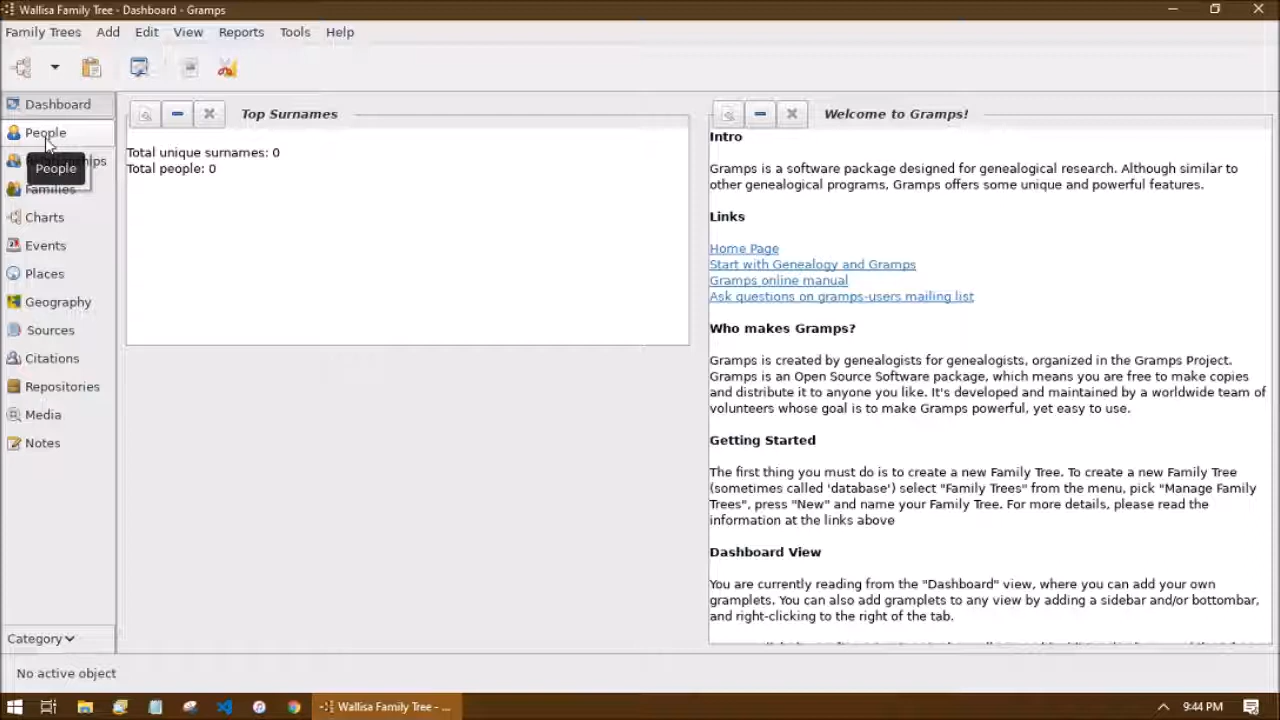 Wallisa Family Tree - Dashboard - Gramps
Family Trees Add Edit View Reports Tools Help
Dashboard
People
Relationships
People
Families
Charts
Events
Places
Geography
Sources
Citations
Repositories
Media
Notes
Category
Top Surnames
Total unique surnames: 0
Total people: 0
Welcome to Gramps!
Intro
Gramps is a software package designed for genealogical research. Although similar to
other genealogical programs, Gramps offers some unique and powerful features.
Links
Home Page
Start with Genealogy and Gramps
Gramps online manual
Ask questions on gramps-users mailing list
Who makes Gramps?
Gramps is created by genealogists for genealogists, organized in the Gramps Project.
Gramps is an Open Source Software package, which means you are free to make copies
and distribute it to anyone you like. It's developed and maintained by a worldwide team of
volunteers whose goal is to make Gramps powerful, yet easy to use.
Getting Started
The first thing you must do is to create a new Family Tree. To create a new Family Tree
(sometimes called 'database') select "Family Trees" from the menu, pick "Manage Family
Trees", press "New" and name your Family Tree. For more details, please read the
information at the links above
Dashboard View
You are currently reading from the "Dashboard" view, where you can add your own
gramplets. You can also add gramplets to any view by adding a sidebar and/or bottombar,
and right-clicking to the right of the tab.
No active object
Wallisa Family Tree - ...
9:44 PM